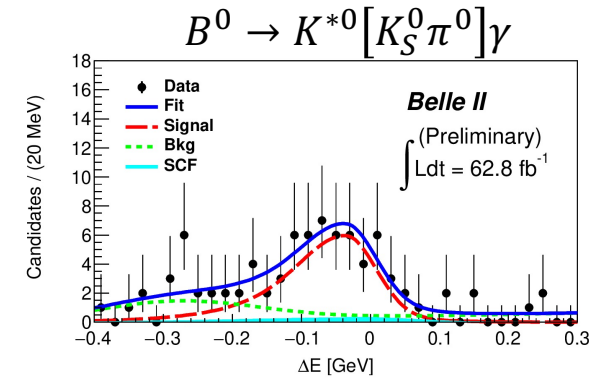 B⁰ → K*⁰[K_S⁰π⁰]γ
Candidates / (20 MeV)
18
16
14
12
10
8
6
4
2
0
Data
Fit
Signal
Bkg
SCF
Belle II
(Preliminary)
∫ Ldt = 62.8 fb⁻¹
−0.4 −0.3 −0.2 −0.1 0 0.1 0.2 0.3
ΔE [GeV]